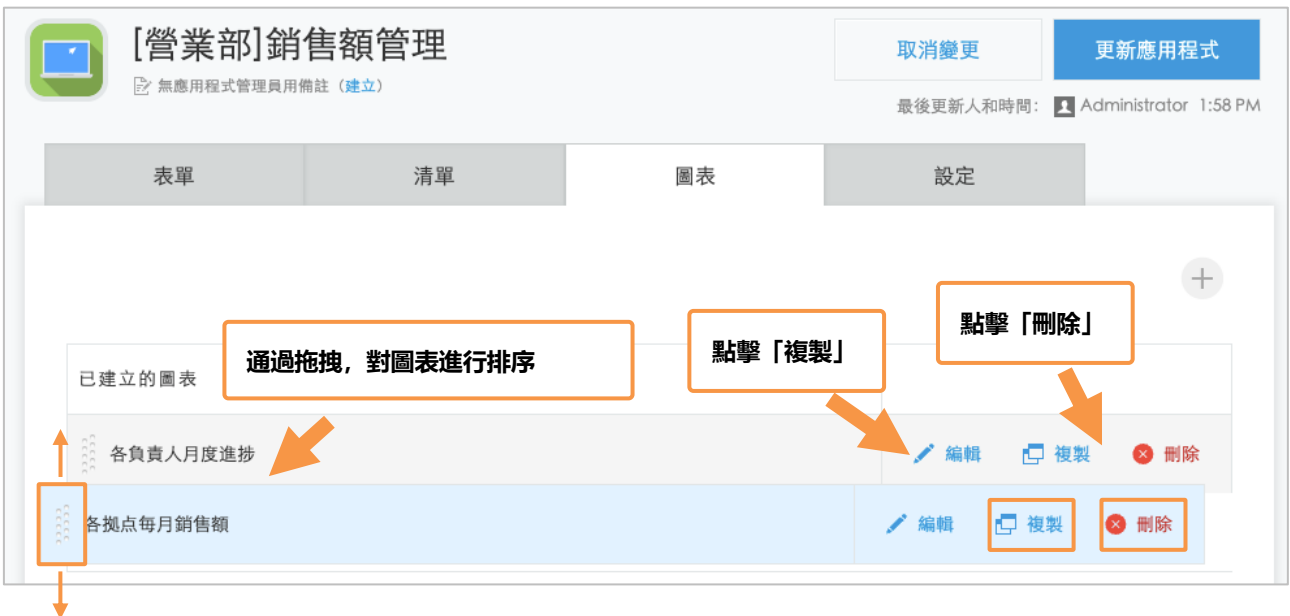 [營業部]銷售額管理
無應用程式管理員用備註（建立）
取消變更
更新應用程式
最後更新人和時間： Administrator 1:58 PM
表單
清單
圖表
設定
通過拖拽，對圖表進行排序
點擊「複製」
點擊「刪除」
已建立的圖表
各負責人月度進捗
編輯
複製
刪除
各拠点每月銷售額
編輯
複製
刪除